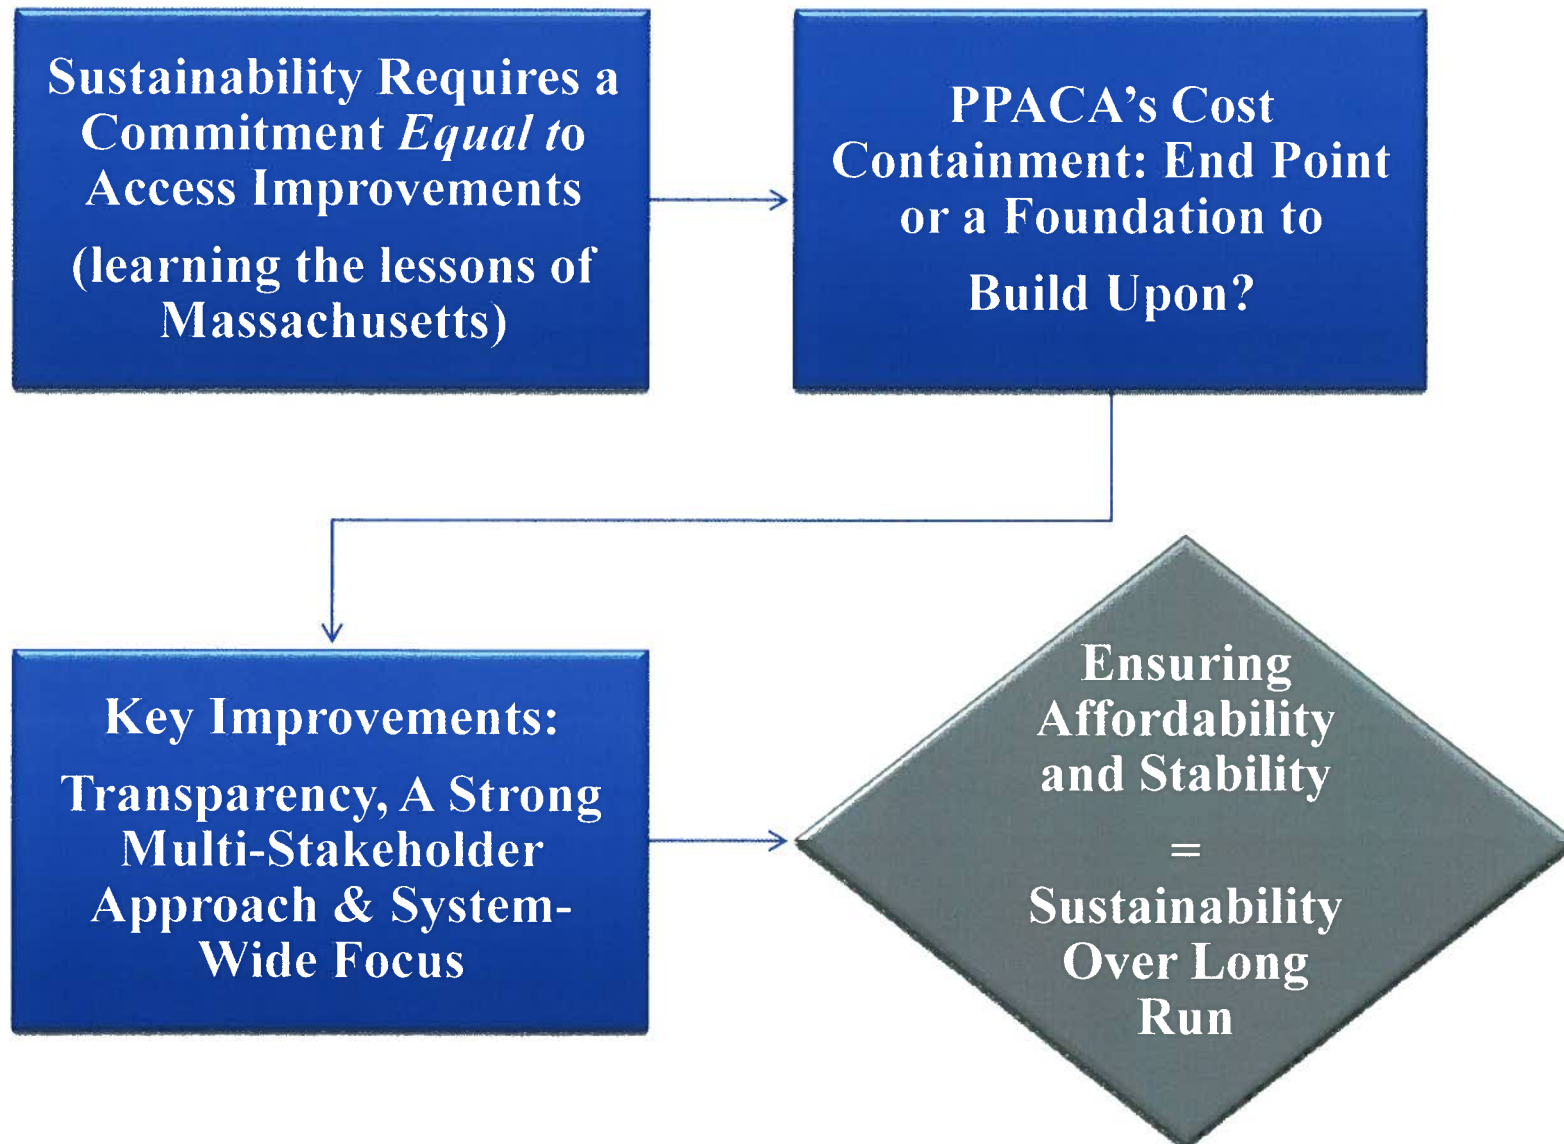 Sustainability Requires a
Commitment Equal to
Access Improvements
(learning the lessons of
Massachusetts)
PPACA’s Cost
Containment: End Point
or a Foundation to
Build Upon?
Key Improvements:
Transparency, A Strong
Multi-Stakeholder
Approach & System-
Wide Focus
Ensuring
Affordability
and Stability
=
Sustainability
Over Long
Run